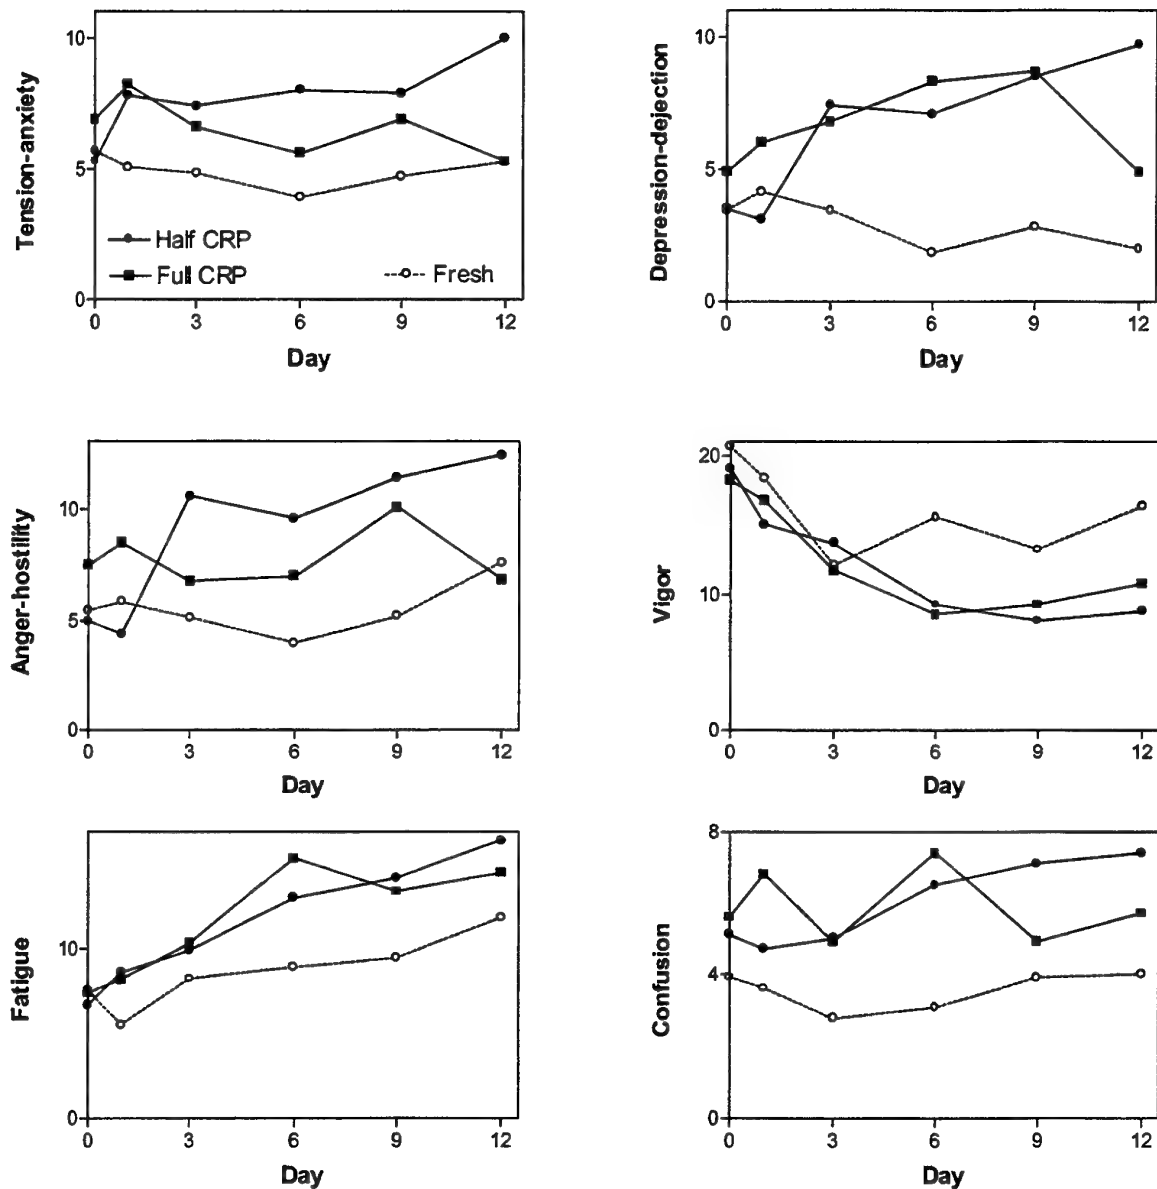 Tension-anxiety
10
5
0
Half CRP
Full CRP
Fresh
0 3 6 9 12
Day
Depression-dejection
10
5
0
0 3 6 9 12
Day
Anger-hostility
10
5
0
0 3 6 9 12
Day
Vigor
20
10
0
0 3 6 9 12
Day
Fatigue
10
0
0 3 6 9 12
Day
Confusion
8
4
0
0 3 6 9 12
Day